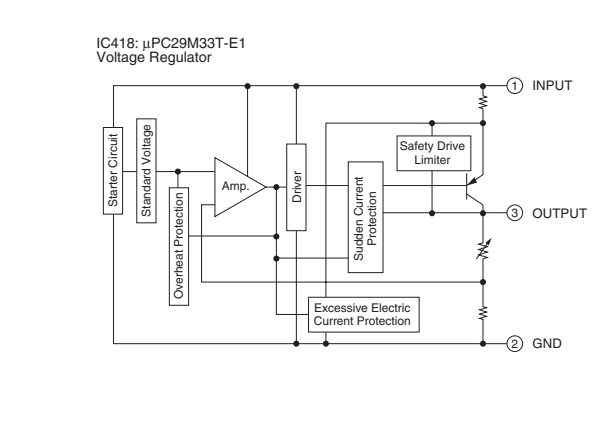 IC418: µPC29M33T-E1
Voltage Regulator
1 INPUT
Starter Circuit
Standard Voltage
Overheat Protection
Amp.
Driver
Sudden Current
Protection
Safety Drive
Limiter
3 OUTPUT
Excessive Electric
Current Protection
2 GND